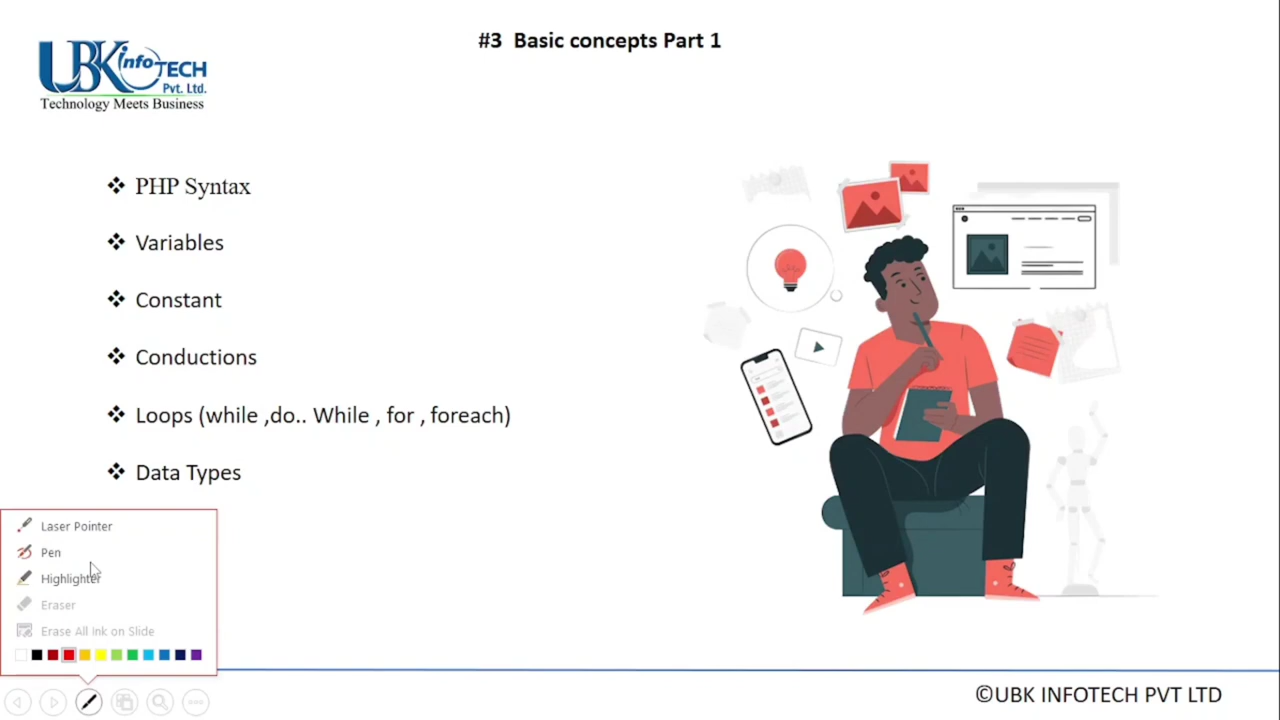 #3 Basic concepts Part 1
UBK infoTECH
Pvt. Ltd.
Technology Meets Business
❖ PHP Syntax
❖ Variables
❖ Constant
❖ Conductions
❖ Loops (while ,do.. While , for , foreach)
❖ Data Types
Laser Pointer
Pen
Highlighter
Eraser
Erase All Ink on Slide
©UBK INFOTECH PVT LTD